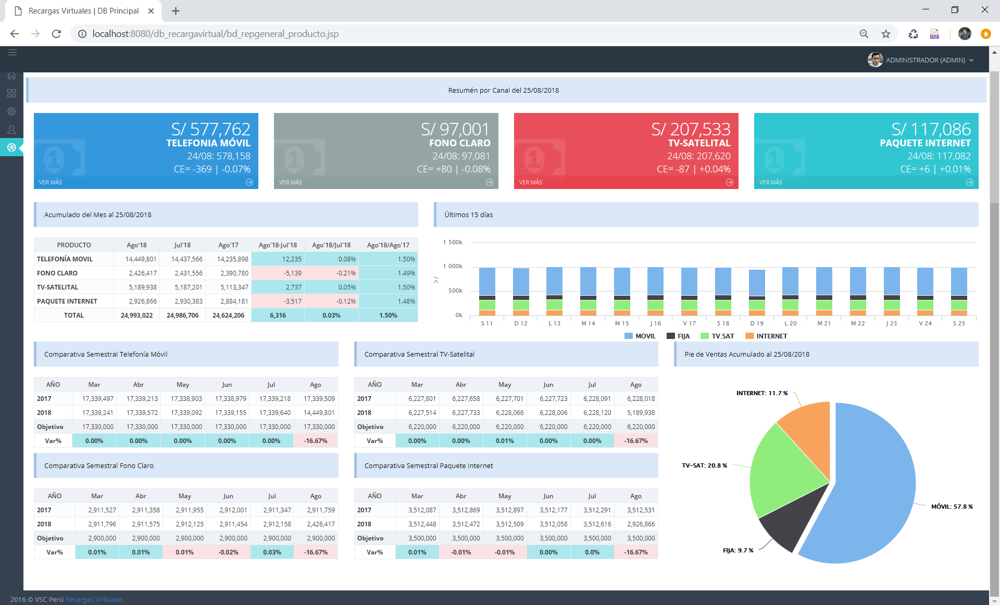 Recargas Virtuales | DB Principal
localhost:8080/db_recargavirtual/bd_repgeneral_producto.jsp
PDF
ADMINISTRADOR (ADMIN)
Resumén por Canal del 25/08/2018
S/ 577,762
TELEFONIA MÓVIL
24/08: 578,158
CE= -369 | -0.07%
VER MÁS
S/ 97,001
FONO CLARO
24/08: 97,081
CE= +80 | -0.08%
VER MÁS
S/ 207,533
TV-SATELITAL
24/08: 207,620
CE= -87 | +0.04%
VER MÁS
S/ 117,086
PAQUETE INTERNET
24/08: 117,082
CE= +6 | +0.01%
VER MÁS
Acumulado del Mes al 25/08/2018
PRODUCTO Ago'18 Jul'18 Ago'17 Ago'18-Jul'18 Ago'18/Jul'18 Ago'18/Ago'17
TELEFONÍA MOVIL 14,449,801 14,437,566 14,235,898 12,235 0.08% 1.50%
FONO CLARO 2,426,417 2,431,556 2,390,780 -5,139 -0.21% 1.49%
TV-SATELITAL 5,189,938 5,187,201 5,113,347 2,737 0.05% 1.50%
PAQUETE INTERNET 2,926,866 2,930,383 2,884,181 -3,517 -0.12% 1.48%
TOTAL 24,993,022 24,986,706 24,624,206 6,316 0.03% 1.50%
Últimos 15 días
1 500k
1 000k
500k
0k
S/
S 11 D 12 L 13 M 14 M 15 J 16 V 17 S 18 D 19 L 20 M 21 M 22 J 23 V 24 S 25
MOVIL FIJA TV.SAT INTERNET
Comparativa Semestral Telefonía Móvil
AÑO Mar Abr May Jun Jul Ago
2017 17,339,497 17,339,213 17,338,903 17,338,979 17,339,218 17,339,509
2018 17,339,241 17,339,572 17,339,092 17,339,155 17,339,640 14,449,801
Objetivo 17,330,000 17,330,000 17,330,000 17,330,000 17,330,000 17,330,000
Var% 0.00% 0.00% 0.00% 0.00% 0.00% -16.67%
Comparativa Semestral TV-Satelital
AÑO Mar Abr May Jun Jul Ago
2017 6,227,801 6,227,658 6,227,701 6,227,723 6,228,091 6,228,018
2018 6,227,514 6,227,733 6,228,066 6,228,006 6,228,120 5,189,938
Objetivo 6,220,000 6,220,000 6,220,000 6,220,000 6,220,000 6,220,000
Var% 0.00% 0.00% 0.01% 0.00% 0.00% -16.67%
Pie de Ventas Acumulado al 25/08/2018
INTERNET: 11.7 %
TV-SAT: 20.8 %
MÓVIL: 57.8 %
FIJA: 9.7 %
Comparativa Semestral Fono Claro
AÑO Mar Abr May Jun Jul Ago
2017 2,911,527 2,911,358 2,911,955 2,912,001 2,911,347 2,911,759
2018 2,911,796 2,911,575 2,912,125 2,911,454 2,912,158 2,426,417
Objetivo 2,900,000 2,900,000 2,900,000 2,900,000 2,900,000 2,900,000
Var% 0.01% 0.01% 0.01% -0.02% 0.03% -16.67%
Comparativa Semestral Paquete Internet
AÑO Mar Abr May Jun Jul Ago
2017 3,512,087 3,512,869 3,512,897 3,512,177 3,512,291 3,512,531
2018 3,512,448 3,512,472 3,512,509 3,512,058 3,512,616 2,926,866
Objetivo 3,500,000 3,500,000 3,500,000 3,500,000 3,500,000 3,500,000
Var% 0.01% -0.01% -0.01% 0.00% 0.0% -16.67%
2016 © VSC Perú Recargas Virtuales